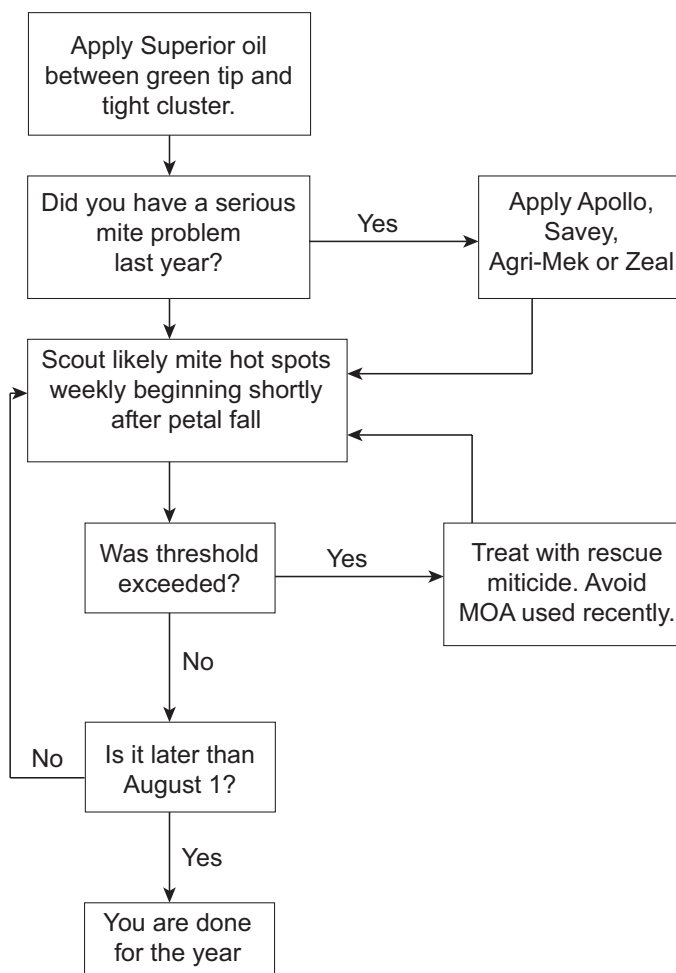 Apply Superior oil
between green tip and
tight cluster.
Did you have a serious
mite problem
last year?
Yes
Apply Apollo,
Savey,
Agri-Mek or Zeal
Scout likely mite hot spots
weekly beginning shortly
after petal fall
Was threshold
exceeded?
Yes
Treat with rescue
miticide. Avoid
MOA used recently.
No
Is it later than
August 1?
No
Yes
You are done
for the year